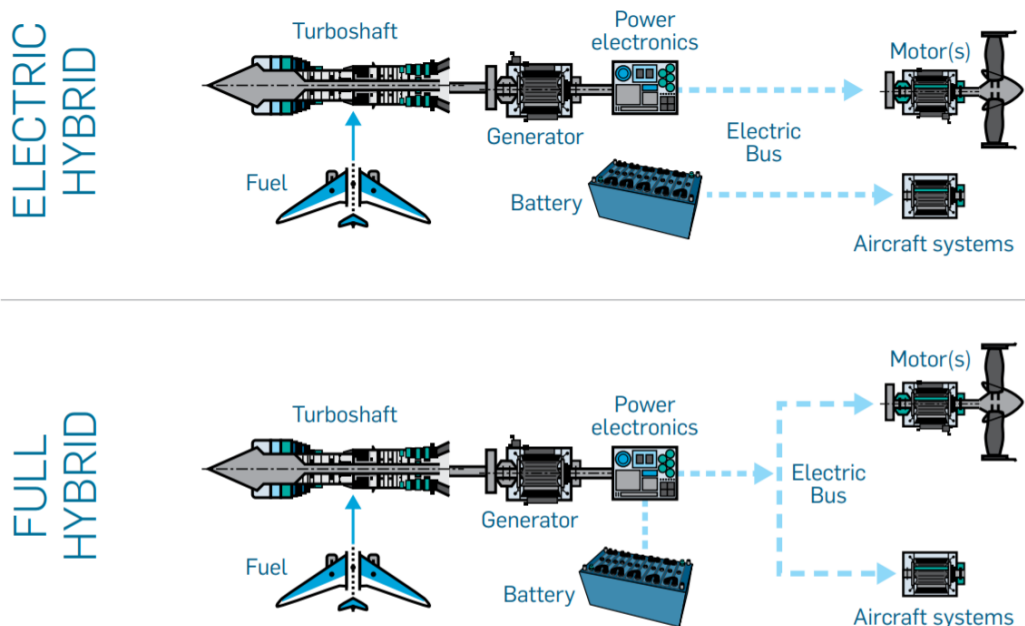 ELECTRIC
HYBRID
Turboshaft
Power
electronics
Motor(s)
Generator
Electric
Bus
Fuel
Battery
Aircraft systems
FULL
HYBRID
Motor(s)
Turboshaft
Power
electronics
Electric
Bus
Generator
Fuel
Battery
Aircraft systems